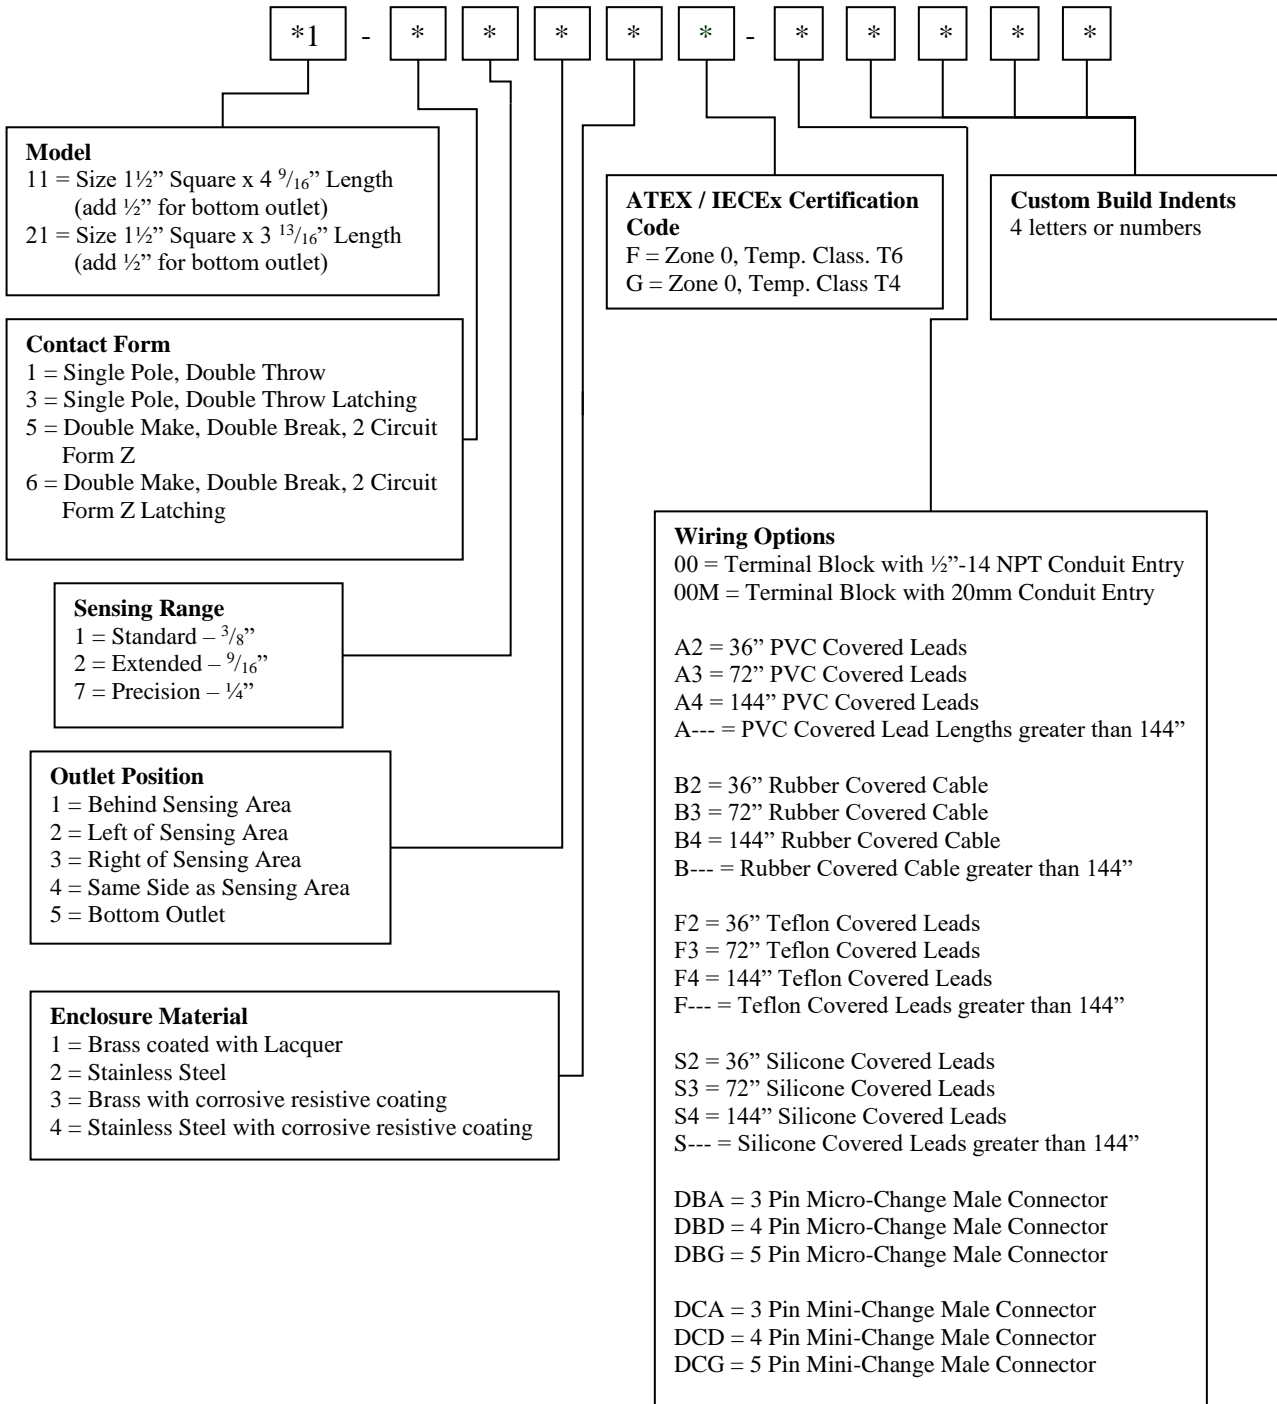 *1 - * * * * * - * * * * *
Model
11 = Size 1½” Square x 4 9/16” Length
(add ½” for bottom outlet)
21 = Size 1½” Square x 3 13/16” Length
(add ½” for bottom outlet)
ATEX / IECEx Certification
Code
F = Zone 0, Temp. Class. T6
G = Zone 0, Temp. Class T4
Custom Build Indents
4 letters or numbers
Contact Form
1 = Single Pole, Double Throw
3 = Single Pole, Double Throw Latching
5 = Double Make, Double Break, 2 Circuit
Form Z
6 = Double Make, Double Break, 2 Circuit
Form Z Latching
Sensing Range
1 = Standard – 3/8”
2 = Extended – 9/16”
7 = Precision – ¼”
Outlet Position
1 = Behind Sensing Area
2 = Left of Sensing Area
3 = Right of Sensing Area
4 = Same Side as Sensing Area
5 = Bottom Outlet
Enclosure Material
1 = Brass coated with Lacquer
2 = Stainless Steel
3 = Brass with corrosive resistive coating
4 = Stainless Steel with corrosive resistive coating
Wiring Options
00 = Terminal Block with ½”-14 NPT Conduit Entry
00M = Terminal Block with 20mm Conduit Entry
A2 = 36” PVC Covered Leads
A3 = 72” PVC Covered Leads
A4 = 144” PVC Covered Leads
A--- = PVC Covered Lead Lengths greater than 144”
B2 = 36” Rubber Covered Cable
B3 = 72” Rubber Covered Cable
B4 = 144” Rubber Covered Cable
B--- = Rubber Covered Cable greater than 144”
F2 = 36” Teflon Covered Leads
F3 = 72” Teflon Covered Leads
F4 = 144” Teflon Covered Leads
F--- = Teflon Covered Leads greater than 144”
S2 = 36” Silicone Covered Leads
S3 = 72” Silicone Covered Leads
S4 = 144” Silicone Covered Leads
S--- = Silicone Covered Leads greater than 144”
DBA = 3 Pin Micro-Change Male Connector
DBD = 4 Pin Micro-Change Male Connector
DBG = 5 Pin Micro-Change Male Connector
DCA = 3 Pin Mini-Change Male Connector
DCD = 4 Pin Mini-Change Male Connector
DCG = 5 Pin Mini-Change Male Connector